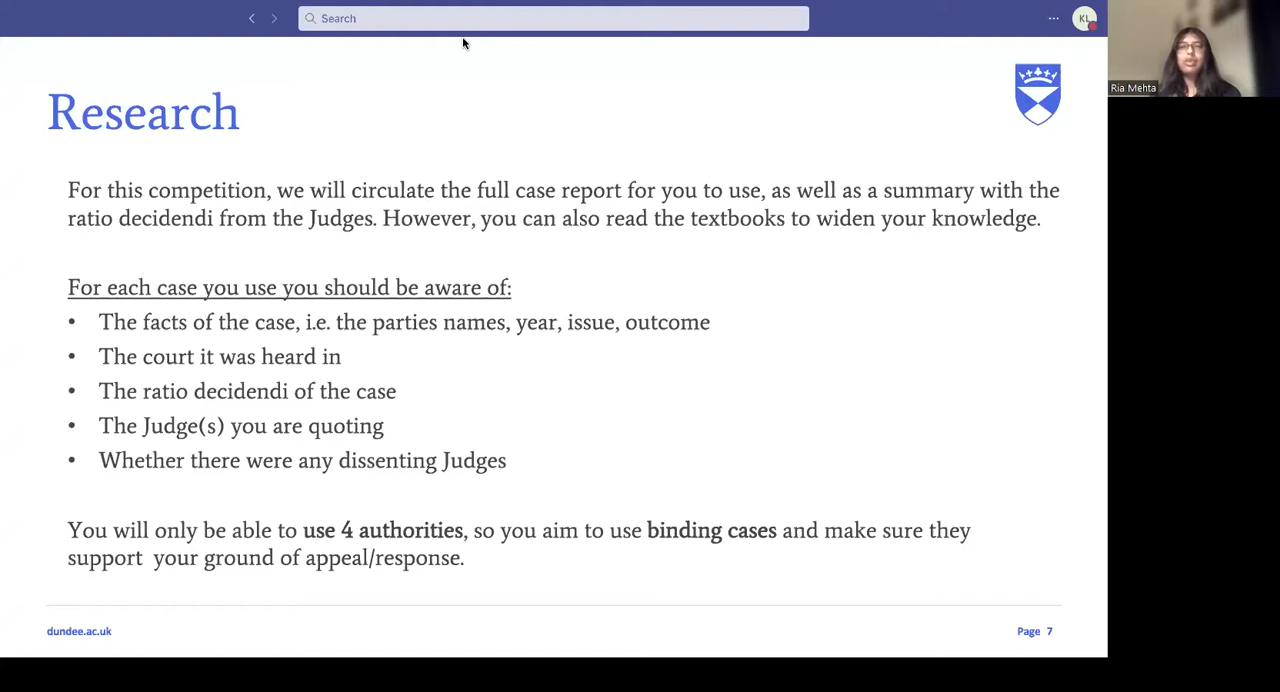 Search
KL
Ria Mehta
Research
For this competition, we will circulate the full case report for you to use, as well as a summary with the
ratio decidendi from the Judges. However, you can also read the textbooks to widen your knowledge.
For each case you use you should be aware of:
• The facts of the case, i.e. the parties names, year, issue, outcome
• The court it was heard in
• The ratio decidendi of the case
• The Judge(s) you are quoting
• Whether there were any dissenting Judges
You will only be able to use 4 authorities, so you aim to use binding cases and make sure they
support your ground of appeal/response.
dundee.ac.uk
Page 7